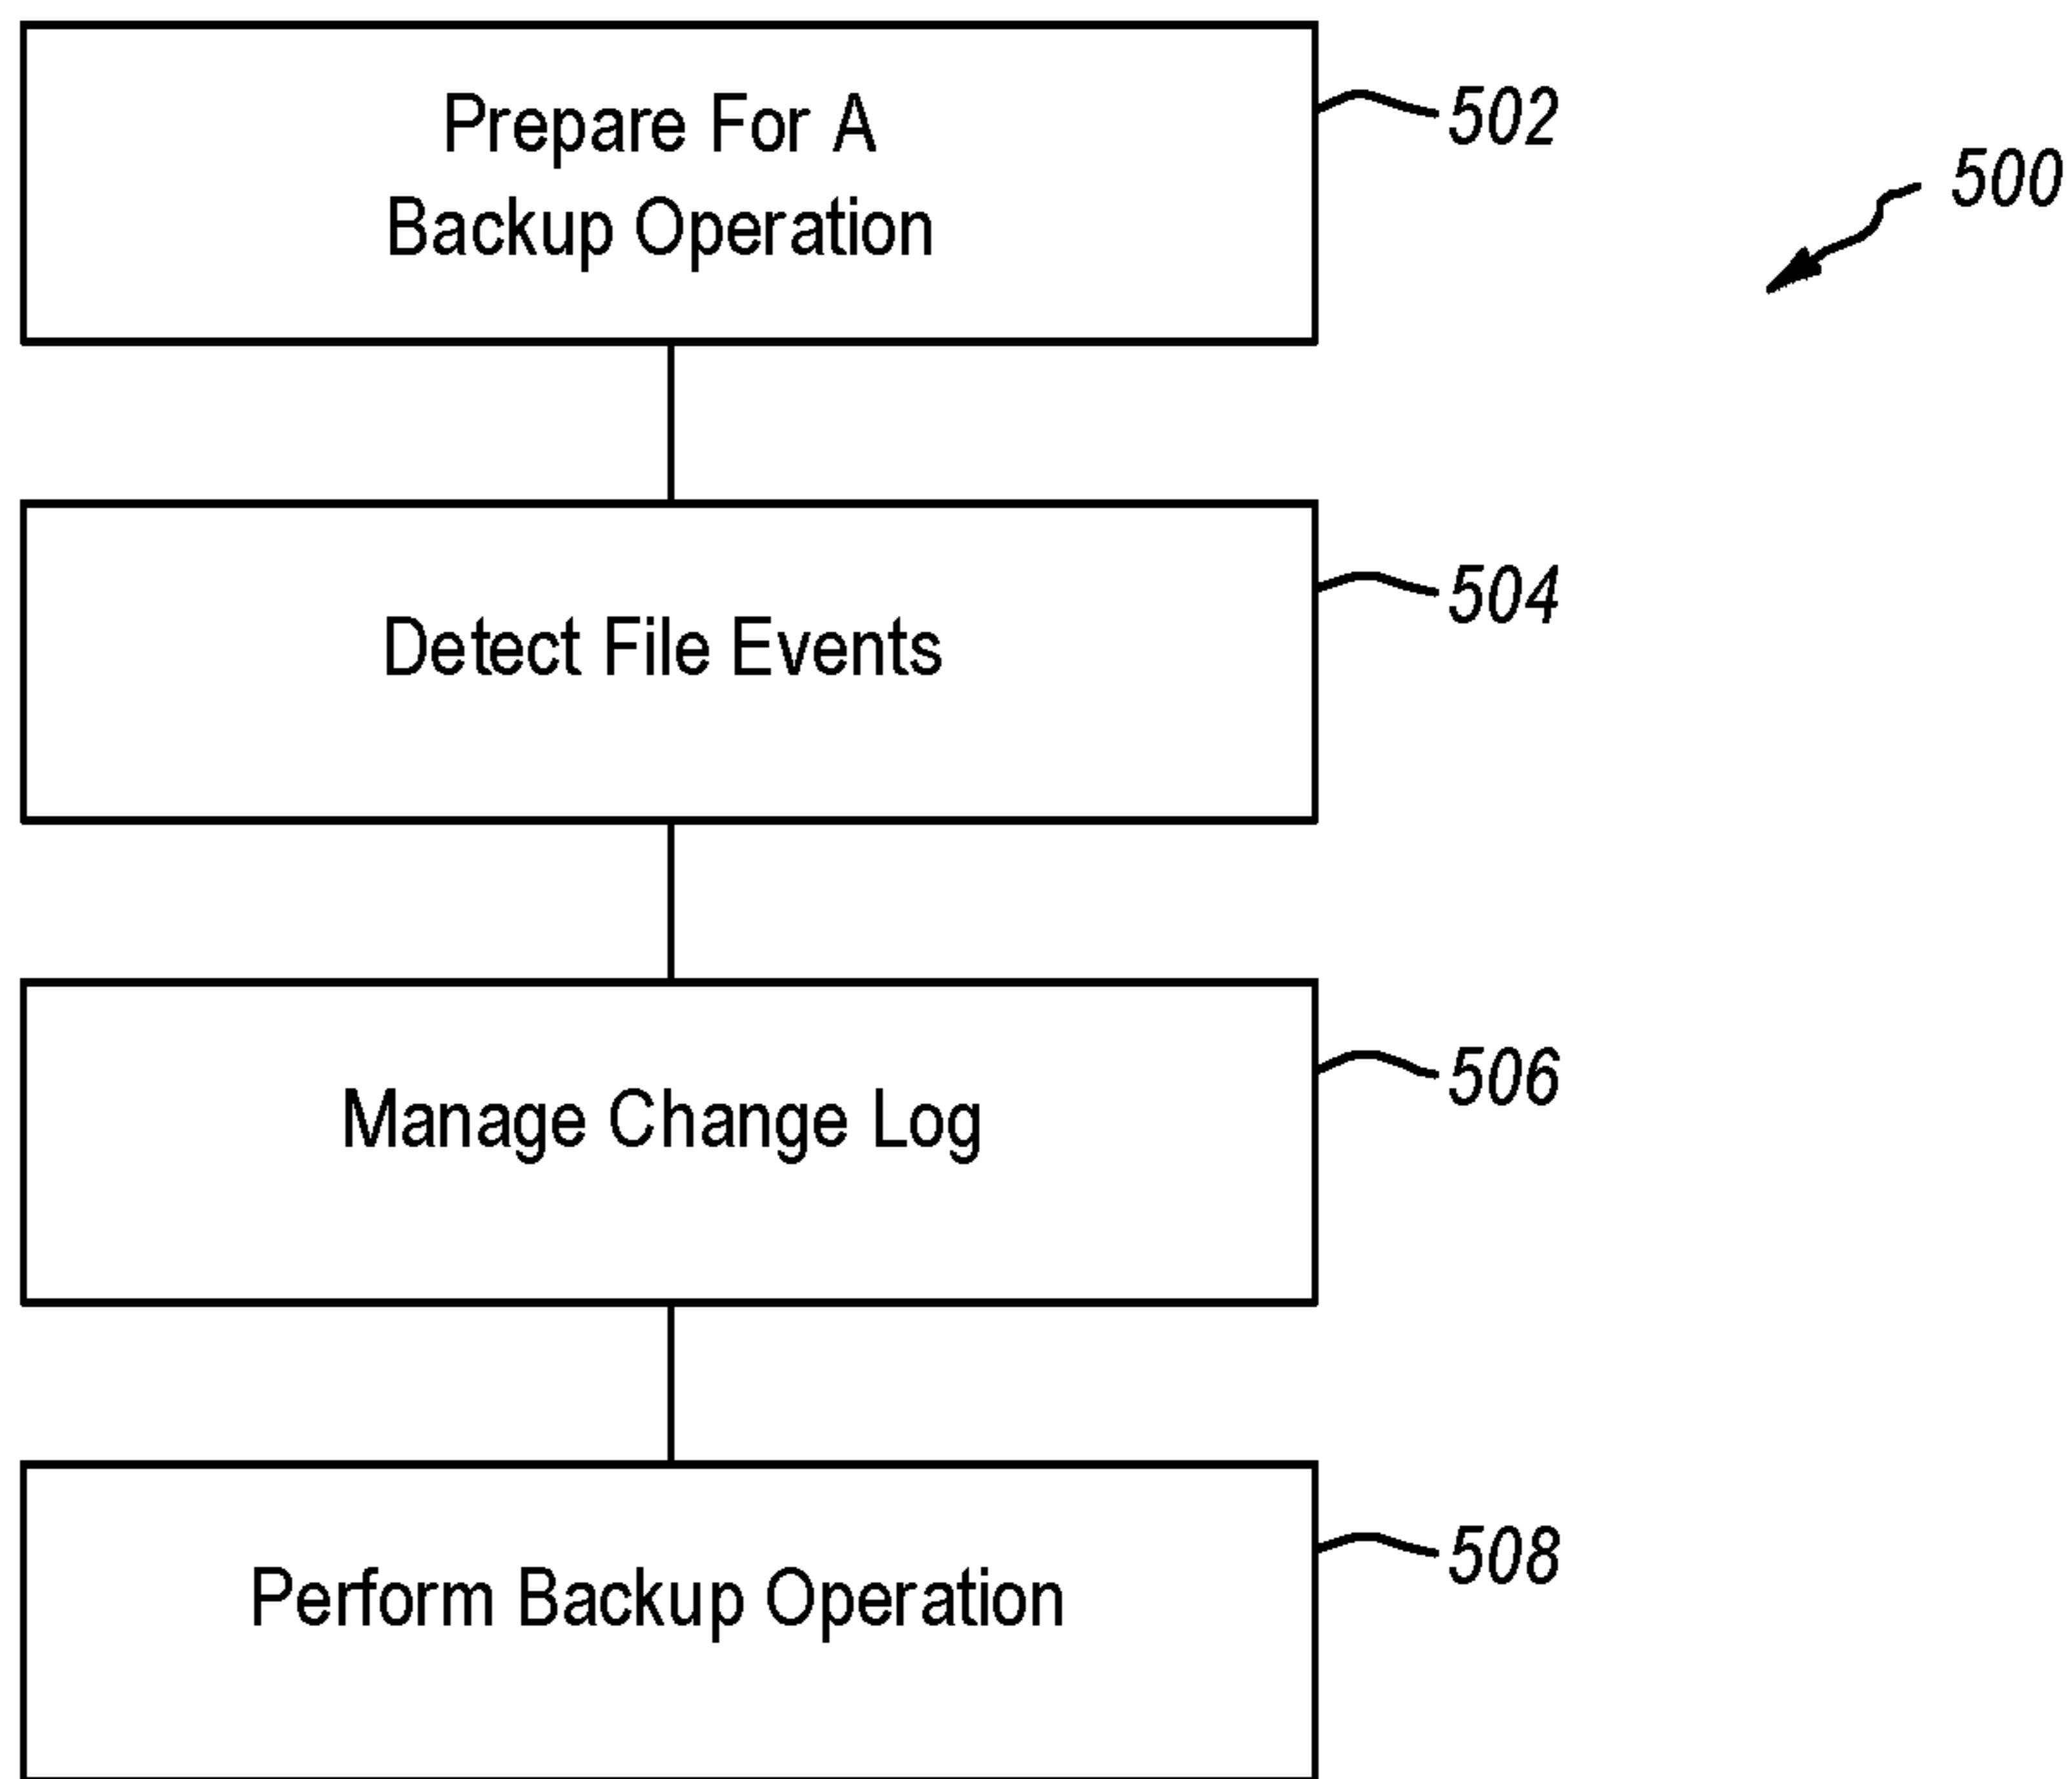 Prepare For A
Backup Operation
502
500
Detect File Events
504
Manage Change Log
506
Perform Backup Operation
508